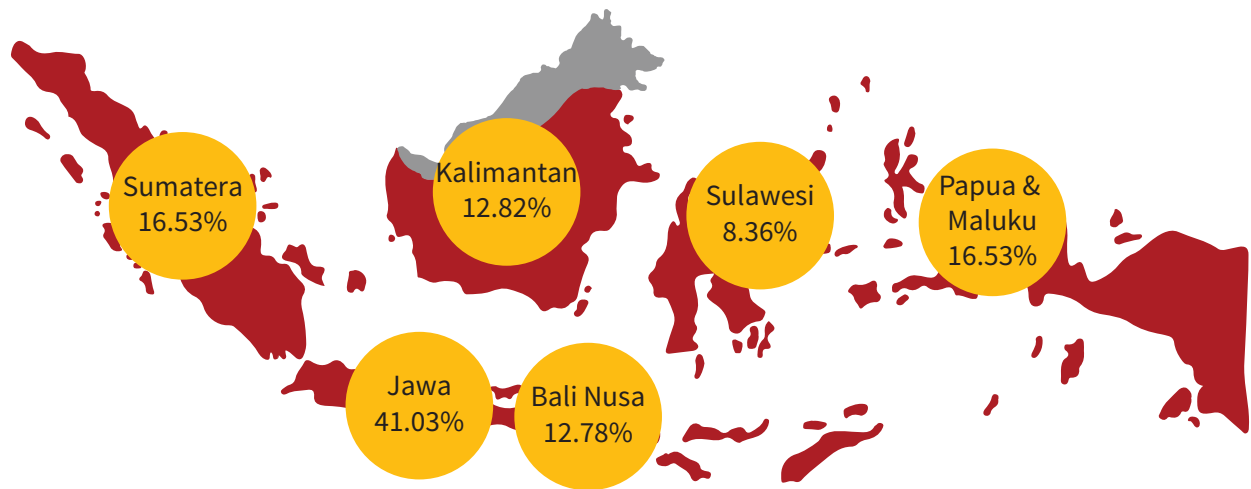 Sumatera
16.53%
Kalimantan
12.82%
Sulawesi
8.36%
Papua &
Maluku
16.53%
Jawa
41.03%
Bali Nusa
12.78%